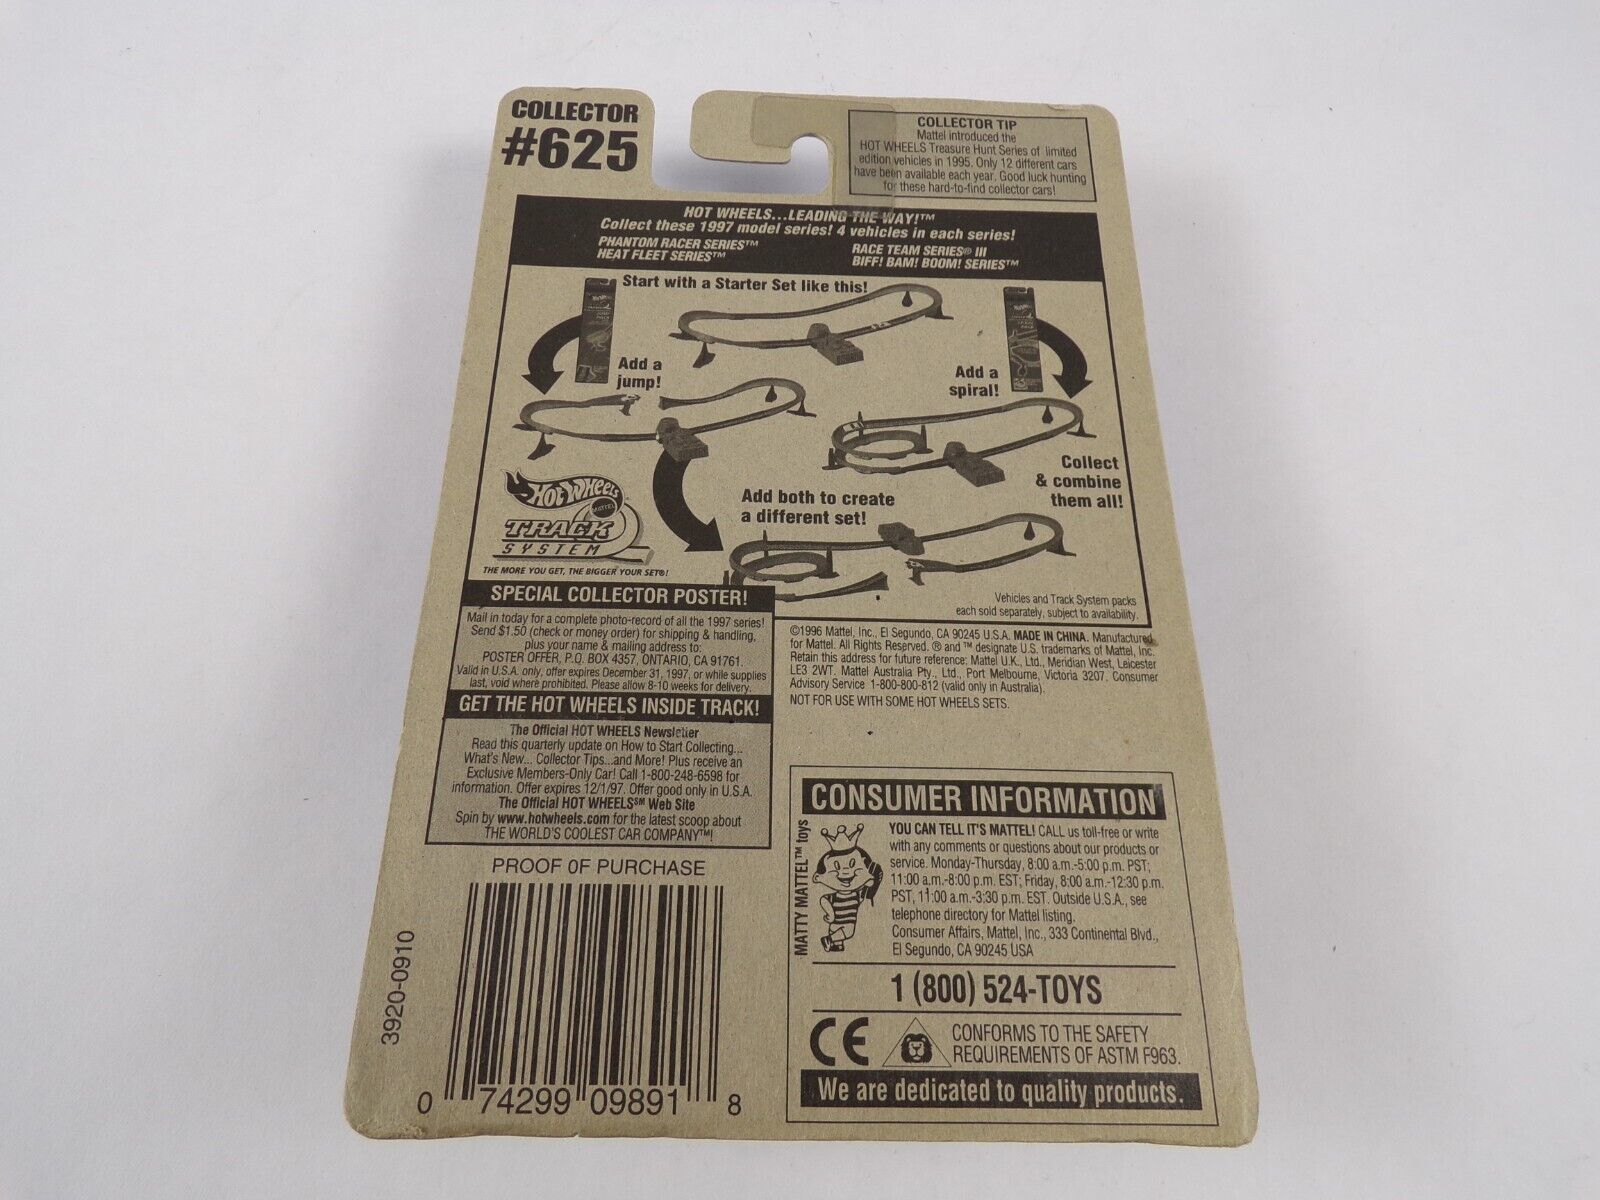 COLLECTOR
#625
COLLECTOR TIP
Mattel introduced the
HOT WHEELS Treasure Hunt Series of limited
edition vehicles in 1995. Only 12 different cars
have been available each year. Good luck hunting
for these hard-to-find collector cars!
HOT WHEELS...LEADING THE WAY!™
Collect these 1997 model series! 4 vehicles in each series!
PHANTOM RACER SERIES™
HEAT FLEET SERIES™
RACE TEAM SERIES® III
BIFF! BAM! BOOM! SERIES™
Start with a Starter Set like this!
Add a
jump!
Add a
spiral!
Collect
& combine
them all!
Add both to create
a different set!
HOT WHEELS
MATTEL
TRACK
SYSTEM
THE MORE YOU GET, THE BIGGER YOUR SET®!
Vehicles and Track System packs
each sold separately, subject to availability.
SPECIAL COLLECTOR POSTER!
Mail in today for a complete photo-record of all the 1997 series!
Send $1.50 (check or money order) for shipping & handling,
plus your name & mailing address to:
POSTER OFFER, P.O. BOX 4357, ONTARIO, CA 91761.
Valid in U.S.A. only, offer expires December 31, 1997, or while supplies
last, void where prohibited. Please allow 8-10 weeks for delivery.
GET THE HOT WHEELS INSIDE TRACK!
The Official HOT WHEELS Newsletter
Read this quarterly update on How to Start Collecting...
What's New... Collector Tips...and More! Plus receive an
Exclusive Members-Only Car! Call 1-800-248-6598 for
information. Offer expires 12/1/97. Offer good only in U.S.A.
The Official HOT WHEELS℠ Web Site
Spin by www.hotwheels.com for the latest scoop about
THE WORLD'S COOLEST CAR COMPANY™!
©1996 Mattel, Inc., El Segundo, CA 90245 U.S.A. MADE IN CHINA. Manufactured
for Mattel. All Rights Reserved. ® and ™ designate U.S. trademarks of Mattel, Inc.
Retain this address for future reference: Mattel U.K., Ltd., Meridian West, Leicester
LE3 2WT. Mattel Australia Pty., Ltd., Port Melbourne, Victoria 3207. Consumer
Advisory Service 1-800-800-812 (valid only in Australia).
NOT FOR USE WITH SOME HOT WHEELS SETS.
PROOF OF PURCHASE
3920-0910
0 74299 09891 8
CONSUMER INFORMATION
MATTY MATTEL™ toys
YOU CAN TELL IT'S MATTEL! CALL us toll-free or write
with any comments or questions about our products or
service. Monday-Thursday, 8:00 a.m.-5:00 p.m. PST;
11:00 a.m.-8:00 p.m. EST; Friday, 8:00 a.m.-12:30 p.m.
PST, 11:00 a.m.-3:30 p.m. EST. Outside U.S.A., see
telephone directory for Mattel listing.
Consumer Affairs, Mattel, Inc., 333 Continental Blvd.,
El Segundo, CA 90245 USA
1 (800) 524-TOYS
CE
CONFORMS TO THE SAFETY
REQUIREMENTS OF ASTM F963.
We are dedicated to quality products.